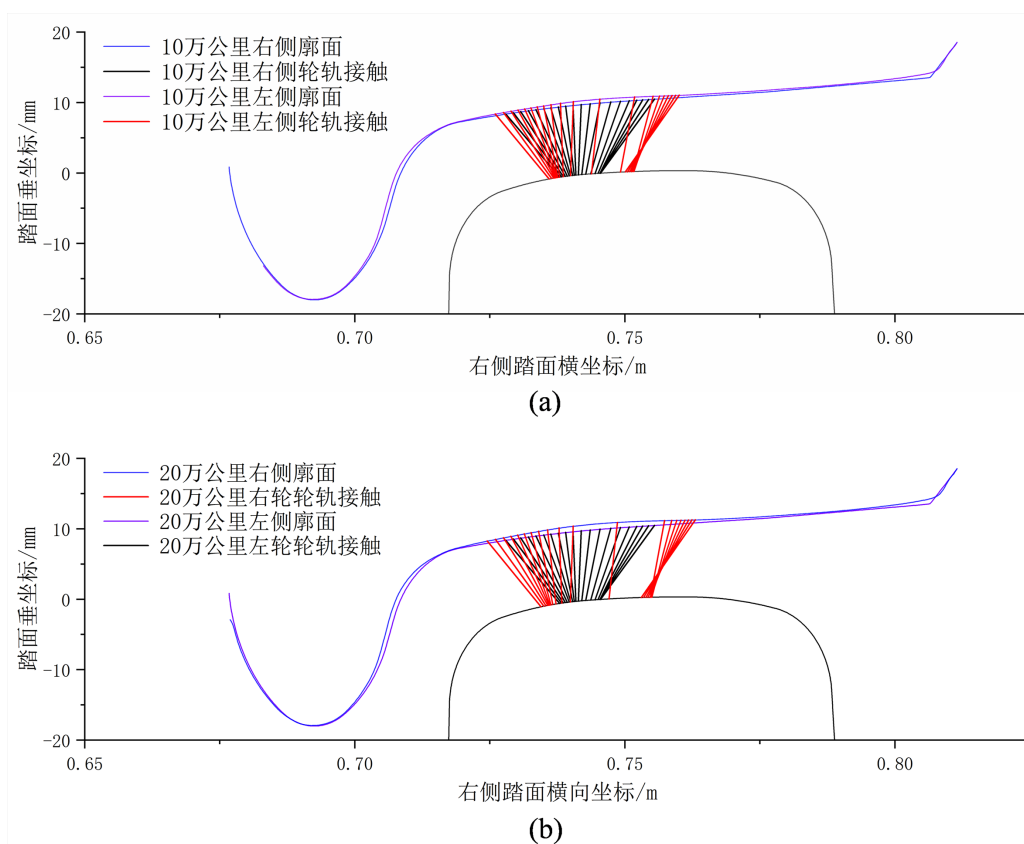 10万公里右侧廓面
10万公里右侧轮轨接触
10万公里左侧廓面
10万公里左侧轮轨接触
踏面垂坐标/mm
20
10
0
-10
-20
0.65
0.70
0.75
0.80
右侧踏面横坐标/m
(a)
20万公里右侧廓面
20万公里右轮轮轨接触
20万公里左侧廓面
20万公里左轮轮轨接触
踏面垂坐标/mm
20
10
0
-10
-20
0.65
0.70
0.75
0.80
右侧踏面横向坐标/m
(b)